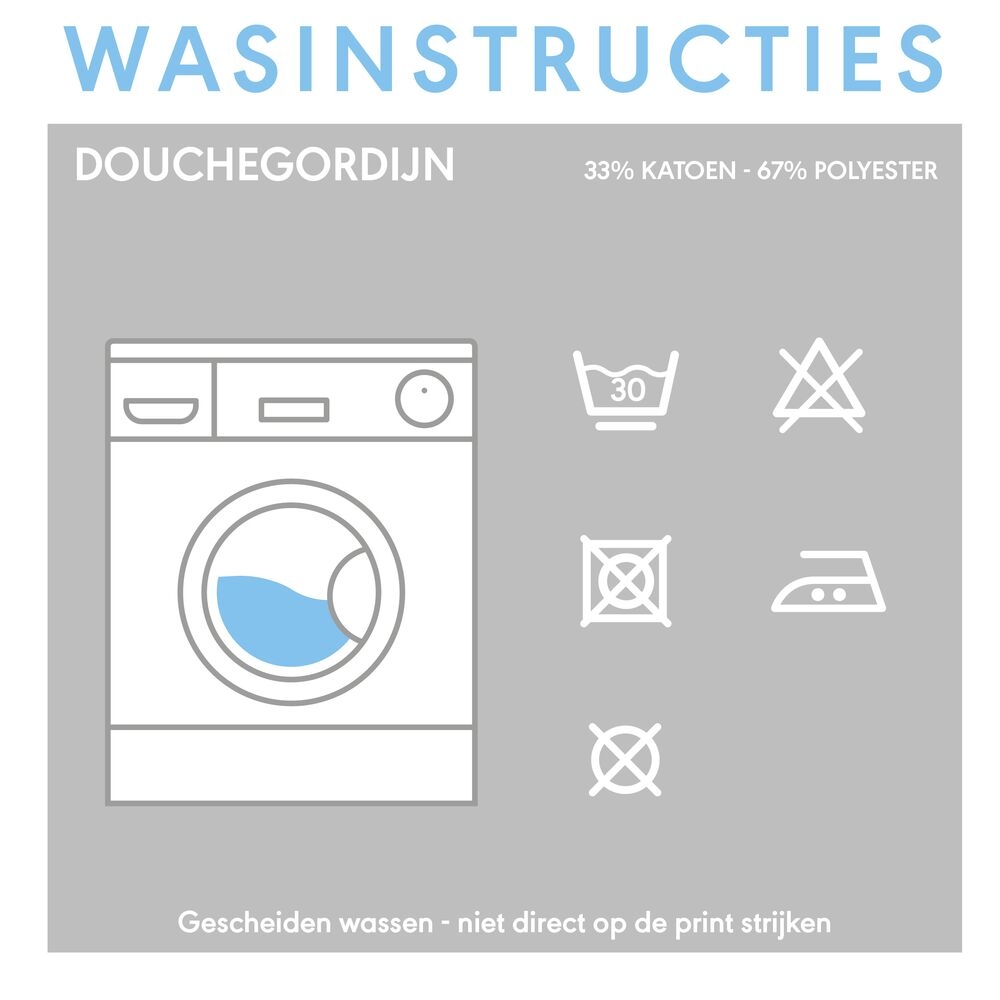 WASINSTRUCTIES
DOUCHEGORDIJN
33% KATOEN - 67% POLYESTER
30
Gescheiden wassen - niet direct op de print strijken